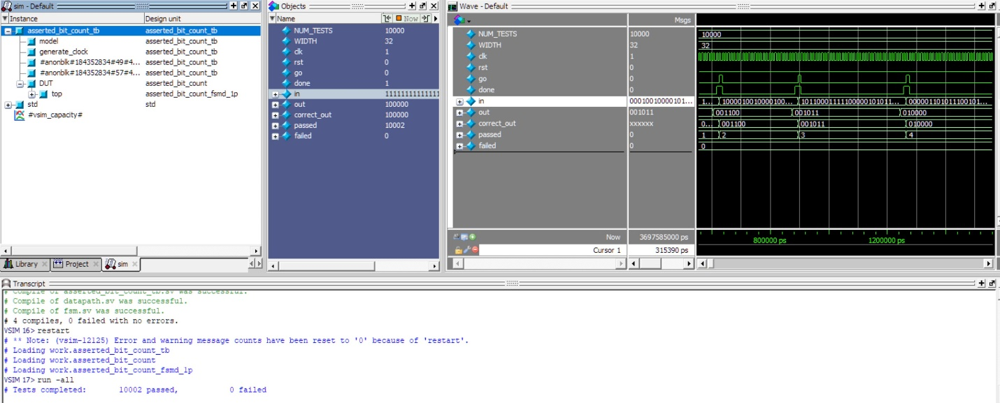 sim - Default
Instance Design unit
asserted_bit_count_tb asserted_bit_count_tb
model asserted_bit_count_tb
generate_clock asserted_bit_count_tb
#anonblk#184352834#49#4... asserted_bit_count_tb
#anonblk#184352834#57#4... asserted_bit_count_tb
DUT asserted_bit_count
top asserted_bit_count_fsmd_1p
std std
#vsim_capacity#
Library Project sim
Objects
Name Now
NUM_TESTS 10000
WIDTH 32
clk 1
rst 0
go 0
done 1
in 11111111111111
out 100000
correct_out 100000
passed 10002
failed 0
Wave - Default
Msgs
NUM_TESTS 10000 10000
WIDTH 32 32
clk 1
rst 0
go 0
done 0
in 00010010000101... 1... 1000010010000100... 10110001111100000101011... 000001101011100101...
out 001011 001100 001011 010000
correct_out xxxxxx 0... 001100 001011 010000
passed 0 1 2 3 4
failed 0 0
Now 3697585000 ps 800000 ps 1200000 ps
Cursor 1 315390 ps
Transcript
# Compile of asserted_bit_count_tb.sv was successful.
# Compile of datapath.sv was successful.
# Compile of fsm.sv was successful.
# 4 compiles, 0 failed with no errors.
VSIM 16> restart
# ** Note: (vsim-12125) Error and warning message counts have been reset to '0' because of 'restart'.
# Loading work.asserted_bit_count_tb
# Loading work.asserted_bit_count
# Loading work.asserted_bit_count_fsmd_1p
VSIM 17> run -all
# Tests completed: 10002 passed, 0 failed